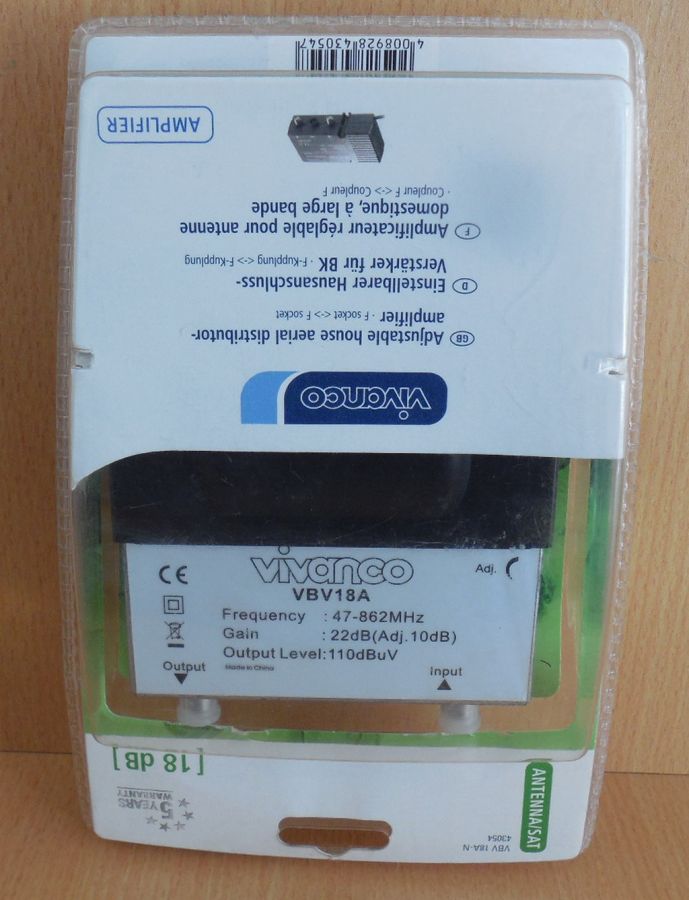 VBV 18A-N
43054
ANTENNA/SAT
5 YEARS
WARRANTY
[ 18 dB ]
vivanco
GB Adjustable house aerial distributor-
amplifier · F socket <-> F socket
D Einstellbarer Hausanschluss-
Verstärker für BK · F-Kupplung <-> F-Kupplung
F Amplificateur réglable pour antenne
domestique, à large bande
· Coupleur F <-> Coupleur F
AMPLIFIER
4 008928 430547
CE
vivanco
Adj.
VBV18A
Frequency : 47-862MHz
Gain : 22dB(Adj.10dB)
Output Level:110dBuV
Made In China
Output
Input